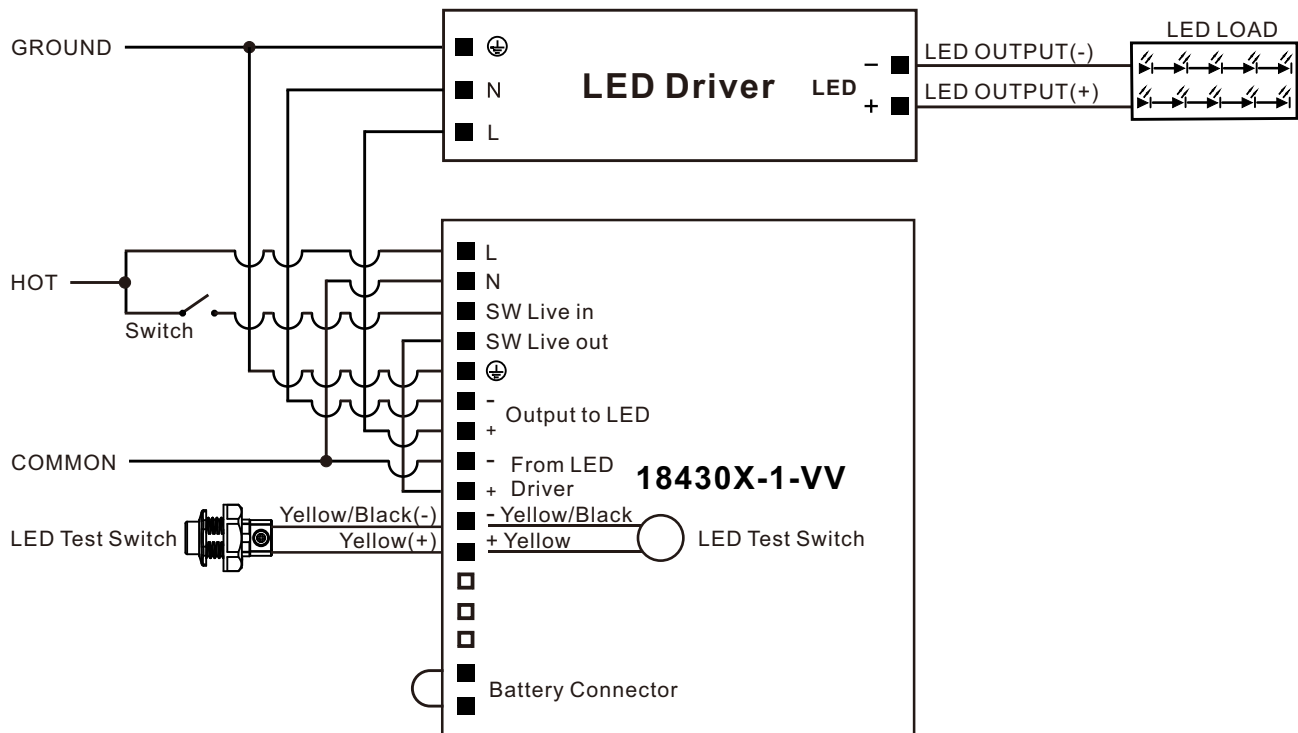 GROUND
N
L
LED Driver
LED
−
+
LED OUTPUT(-)
LED OUTPUT(+)
LED LOAD
HOT
Switch
COMMON
L
N
SW Live in
SW Live out
-
+
Output to LED
-
+
From LED
Driver
18430X-1-VV
LED Test Switch
Yellow/Black(-)
Yellow(+)
- Yellow/Black
+ Yellow
LED Test Switch
Battery Connector